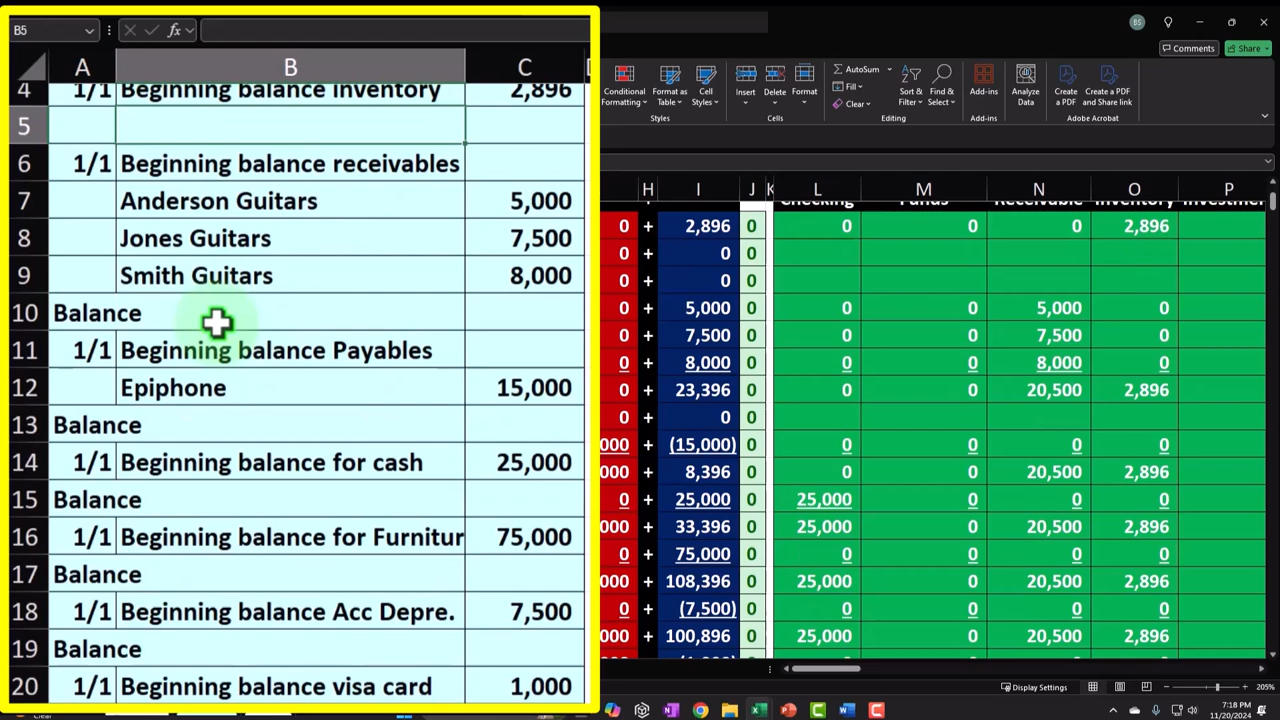 B5
fx
BS
Comments
Share
A B C
4 1/1 Beginning balance inventory 2,896
5
6 1/1 Beginning balance receivables
7 Anderson Guitars 5,000
8 Jones Guitars 7,500
9 Smith Guitars 8,000
10 Balance
11 1/1 Beginning balance Payables
12 Epiphone 15,000
13 Balance
14 1/1 Beginning balance for cash 25,000
15 Balance
16 1/1 Beginning balance for Furnitur 75,000
17 Balance
18 1/1 Beginning balance Acc Depre. 7,500
19 Balance
20 1/1 Beginning balance visa card 1,000
Conditional Formatting
Format as Table
Cell Styles
Styles
Insert
Delete
Format
Cells
AutoSum
Fill
Clear
Sort & Filter
Find & Select
Editing
Add-ins
Add-ins
Analyze Data
Create a PDF
Create a PDF and Share link
Adobe Acrobat
H I J K L M N O P
Checking Funds Receivable Inventory Investmen
0 + 2,896 0 0 0 0 2,896
0 + 0 0
0 + 0 0
0 + 5,000 0 0 0 5,000 0
0 + 7,500 0 0 0 7,500 0
0 + 8,000 0 0 0 8,000 0
0 + 23,396 0 0 0 20,500 2,896
0 + 0 0
000 + (15,000) 0 0 0 0 0
000 + 8,396 0 0 0 20,500 2,896
0 + 25,000 0 25,000 0 0 0
000 + 33,396 0 25,000 0 20,500 2,896
0 + 75,000 0 0 0 0 0
000 + 108,396 0 25,000 0 20,500 2,896
0 + (7,500) 0 0 0 0 0
000 + 100,896 0 25,000 0 20,500 2,896
Display Settings
205%
Clear
7:18 PM
11/20/2024